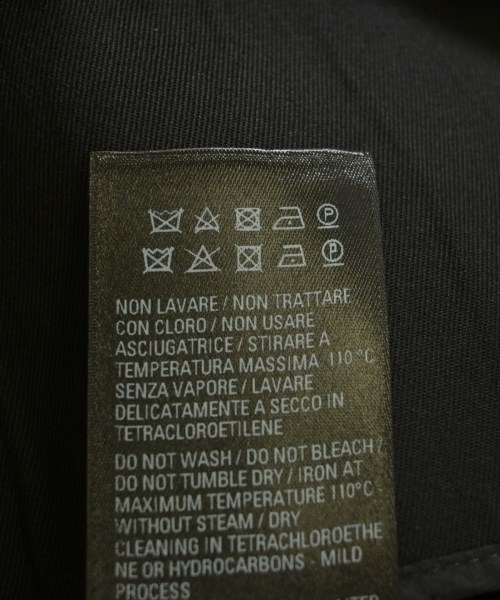 P
P
NON LAVARE / NON TRATTARE
CON CLORO / NON USARE
ASCIUGATRICE / STIRARE A
TEMPERATURA MASSIMA 110°C
SENZA VAPORE / LAVARE
DELICATAMENTE A SECCO IN
TETRACLOROETILENE
DO NOT WASH / DO NOT BLEACH /
DO NOT TUMBLE DRY / IRON AT
MAXIMUM TEMPERATURE 110°C
WITHOUT STEAM / DRY
CLEANING IN TETRACHLOROETHE
NE OR HYDROCARBONS - MILD
PROCESS